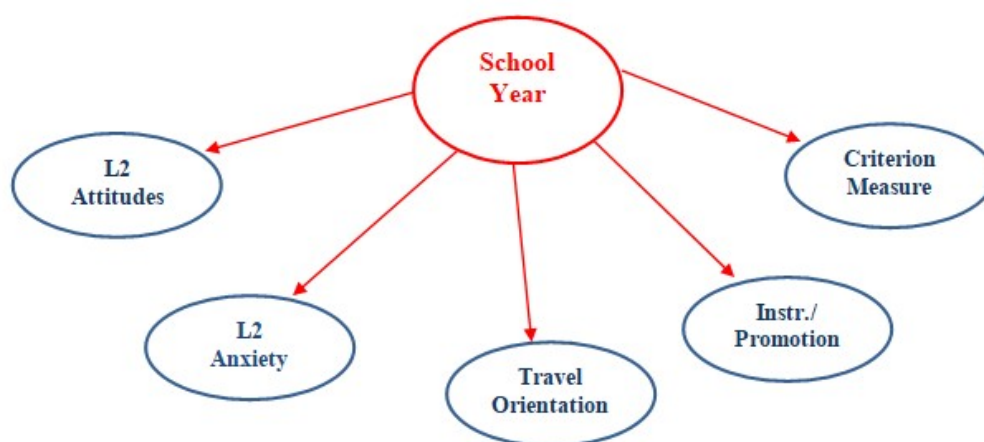 School
Year
L2
Attitudes
Criterion
Measure
L2
Anxiety
Instr./
Promotion
Travel
Orientation